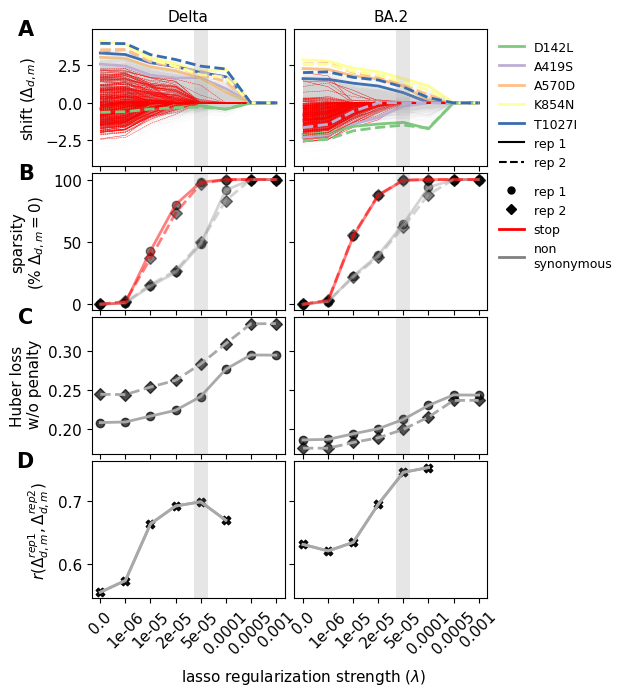 A
Delta
BA.2
shift (Δd,m)
2.5
0.0
−2.5
D142L
A419S
A570D
K854N
T1027I
rep 1
rep 2
rep 1
rep 2
stop
non
synonymous
B
sparsity
(% Δd,m = 0)
100
50
0
C
Huber loss
w/o penalty
0.30
0.20
D
r(Δd,m^rep1, Δd,m^rep2)
0.7
0.6
0.0
1e-06
1e-05
2e-05
5e-05
0.0001
0.0005
0.001
0.0
1e-06
1e-05
2e-05
5e-05
0.0001
0.0005
0.001
lasso regularization strength (λ)